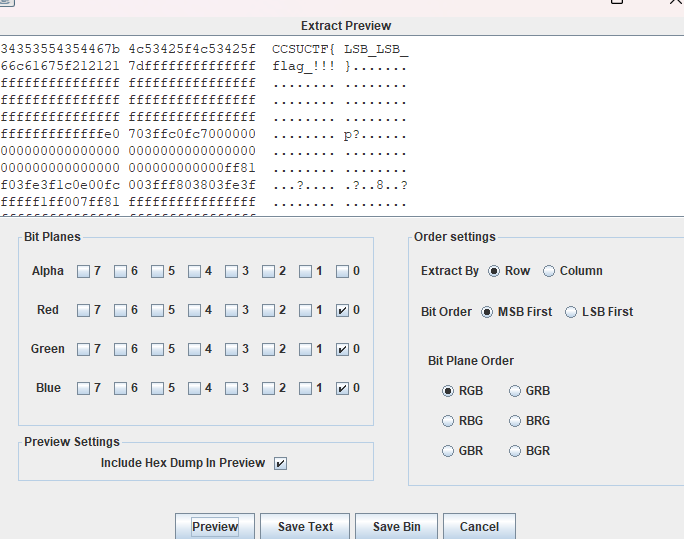 Extract Preview
34353554354467b 4c53425f4c53425f CCSUCTF{ LSB_LSB_
66c61675f212121 7dffffffffffffff flag_!!! }.......
fffffffffffffff ffffffffffffffff ........ ........
fffffffffffffff ffffffffffffffff ........ ........
fffffffffffffff ffffffffffffffff ........ ........
fffffffffffffe0 703ffc0fc7000000 ........ p?......
000000000000000 0000000000000000 ........ ........
000000000000000 000000000000ff81 ........ ........
f03fe3f1c0e00fc 003fff803803fe3f ...?.... .?..8..?
fffff1ff007ff81 ffffffffffffffff ........ ........
Bit Planes
Alpha 7 6 5 4 3 2 1 0
Red 7 6 5 4 3 2 1 0
Green 7 6 5 4 3 2 1 0
Blue 7 6 5 4 3 2 1 0
Preview Settings
Include Hex Dump In Preview
Order settings
Extract By Row Column
Bit Order MSB First LSB First
Bit Plane Order
RGB GRB
RBG BRG
GBR BGR
Preview Save Text Save Bin Cancel